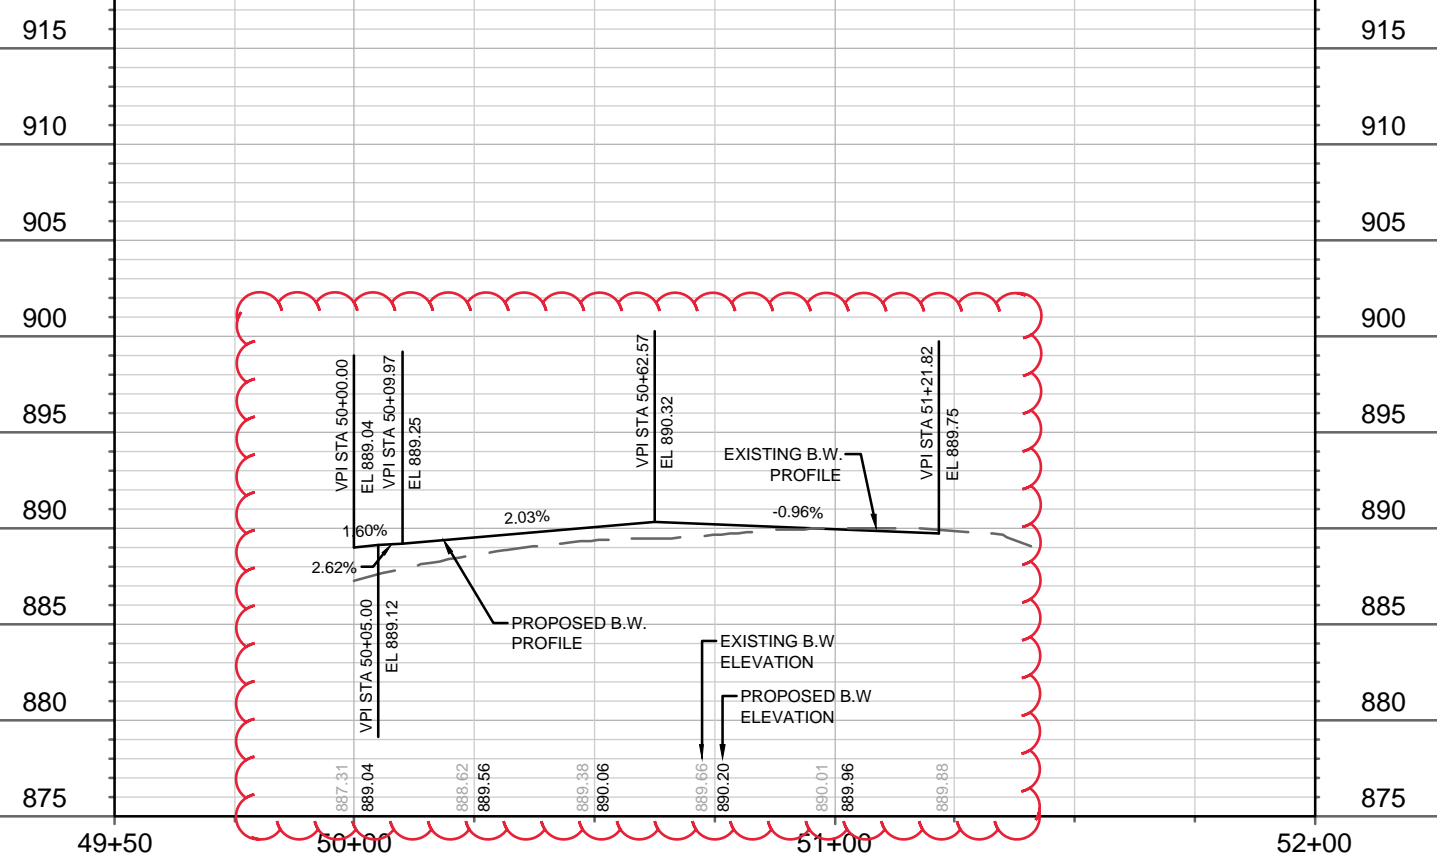 915
915
910
910
905
905
900
900
895
895
890
890
885
885
880
880
875
875
VPI STA 50+00.00
EL 889.04
VPI STA 50+09.97
EL 889.25
VPI STA 50+62.57
EL 890.32
VPI STA 51+21.82
EL 889.75
EXISTING B.W.
PROFILE
1.60%
2.03%
-0.96%
2.62%
VPI STA 50+05.00
EL 889.12
PROPOSED B.W.
PROFILE
EXISTING B.W
ELEVATION
PROPOSED B.W
ELEVATION
887.31
889.04
888.62
889.56
889.38
890.06
889.66
890.20
890.01
889.96
889.88
49+50
50+00
51+00
52+00